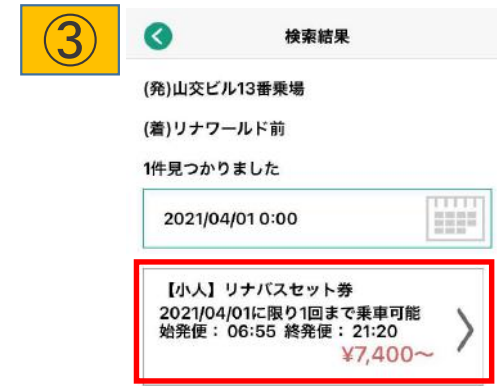 ③
検索結果
(発)山交ビル13番乗場
(着)リナワールド前
1件見つかりました
2021/04/01 0:00
【小人】リナバスセット券
2021/04/01に限り1回まで乗車可能
始発便：06:55 終発便：21:20
¥7,400～